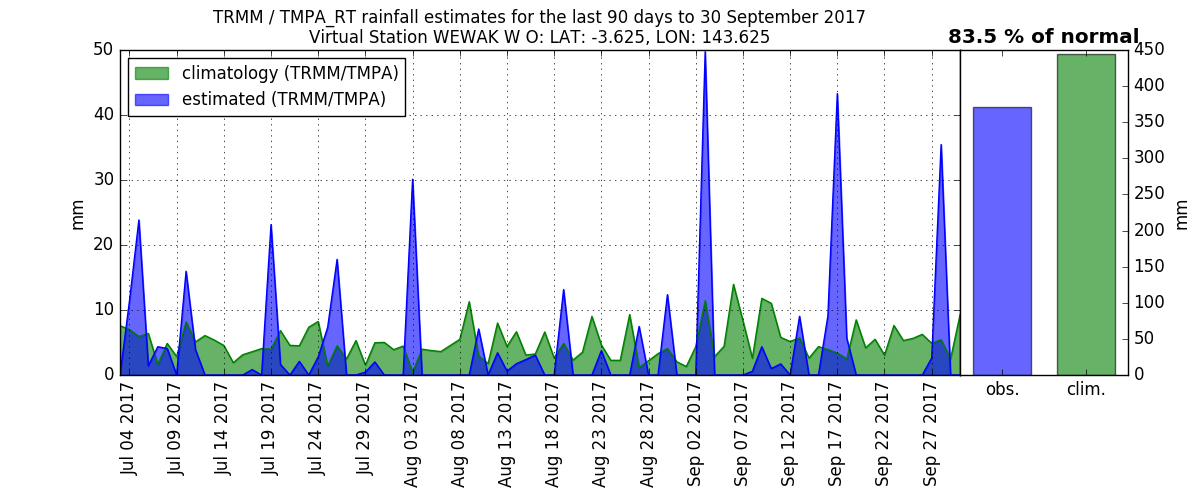 TRMM / TMPA_RT rainfall estimates for the last 90 days to 30 September 2017
Virtual Station WEWAK W O: LAT: -3.625, LON: 143.625
83.5 % of normal
climatology (TRMM/TMPA)
estimated (TRMM/TMPA)
mm
50
40
30
20
10
0
Jul 04 2017
Jul 09 2017
Jul 14 2017
Jul 19 2017
Jul 24 2017
Jul 29 2017
Aug 03 2017
Aug 08 2017
Aug 13 2017
Aug 18 2017
Aug 23 2017
Aug 28 2017
Sep 02 2017
Sep 07 2017
Sep 12 2017
Sep 17 2017
Sep 22 2017
Sep 27 2017
obs.
clim.
450
400
350
300
250
200
150
100
50
0
mm